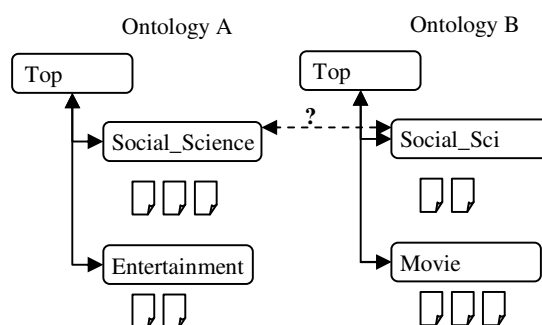 Ontology A
Ontology B
Top
Top
?
Social_Science
Social_Sci
Entertainment
Movie